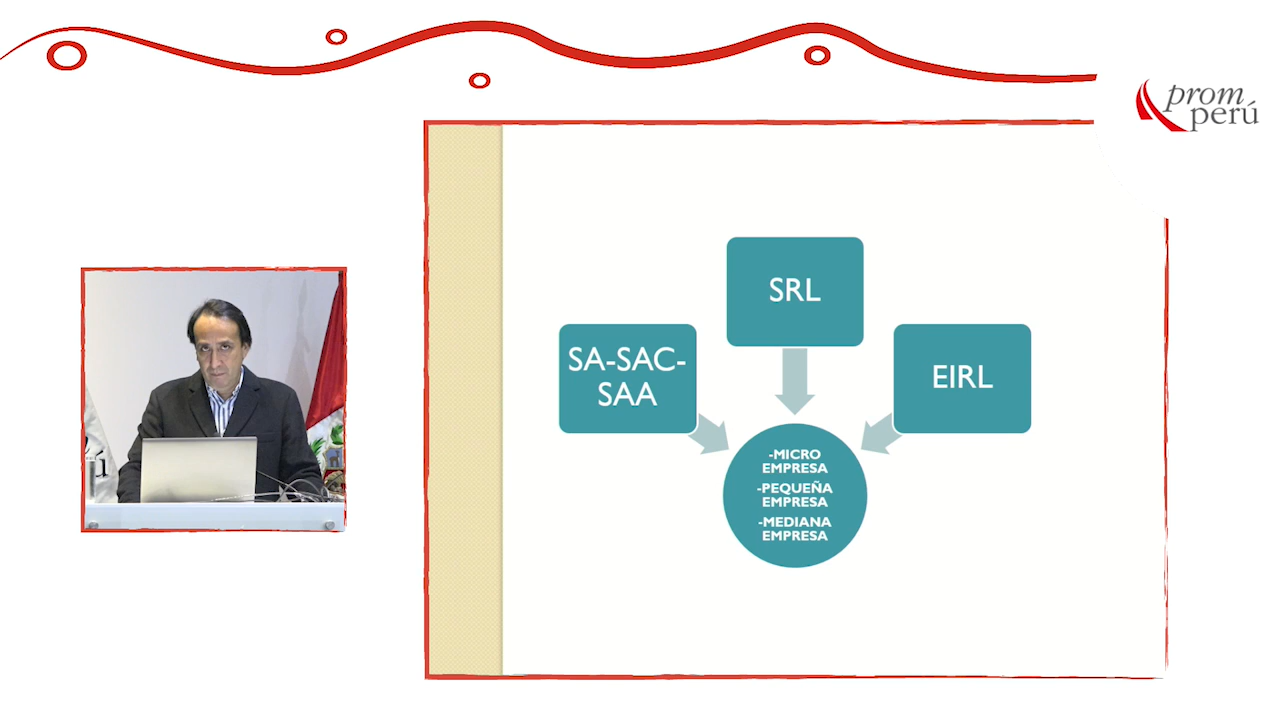 prom
perú
SRL
SA-SAC-
SAA
EIRL
-MICRO
EMPRESA
-PEQUEÑA
EMPRESA
-MEDIANA
EMPRESA